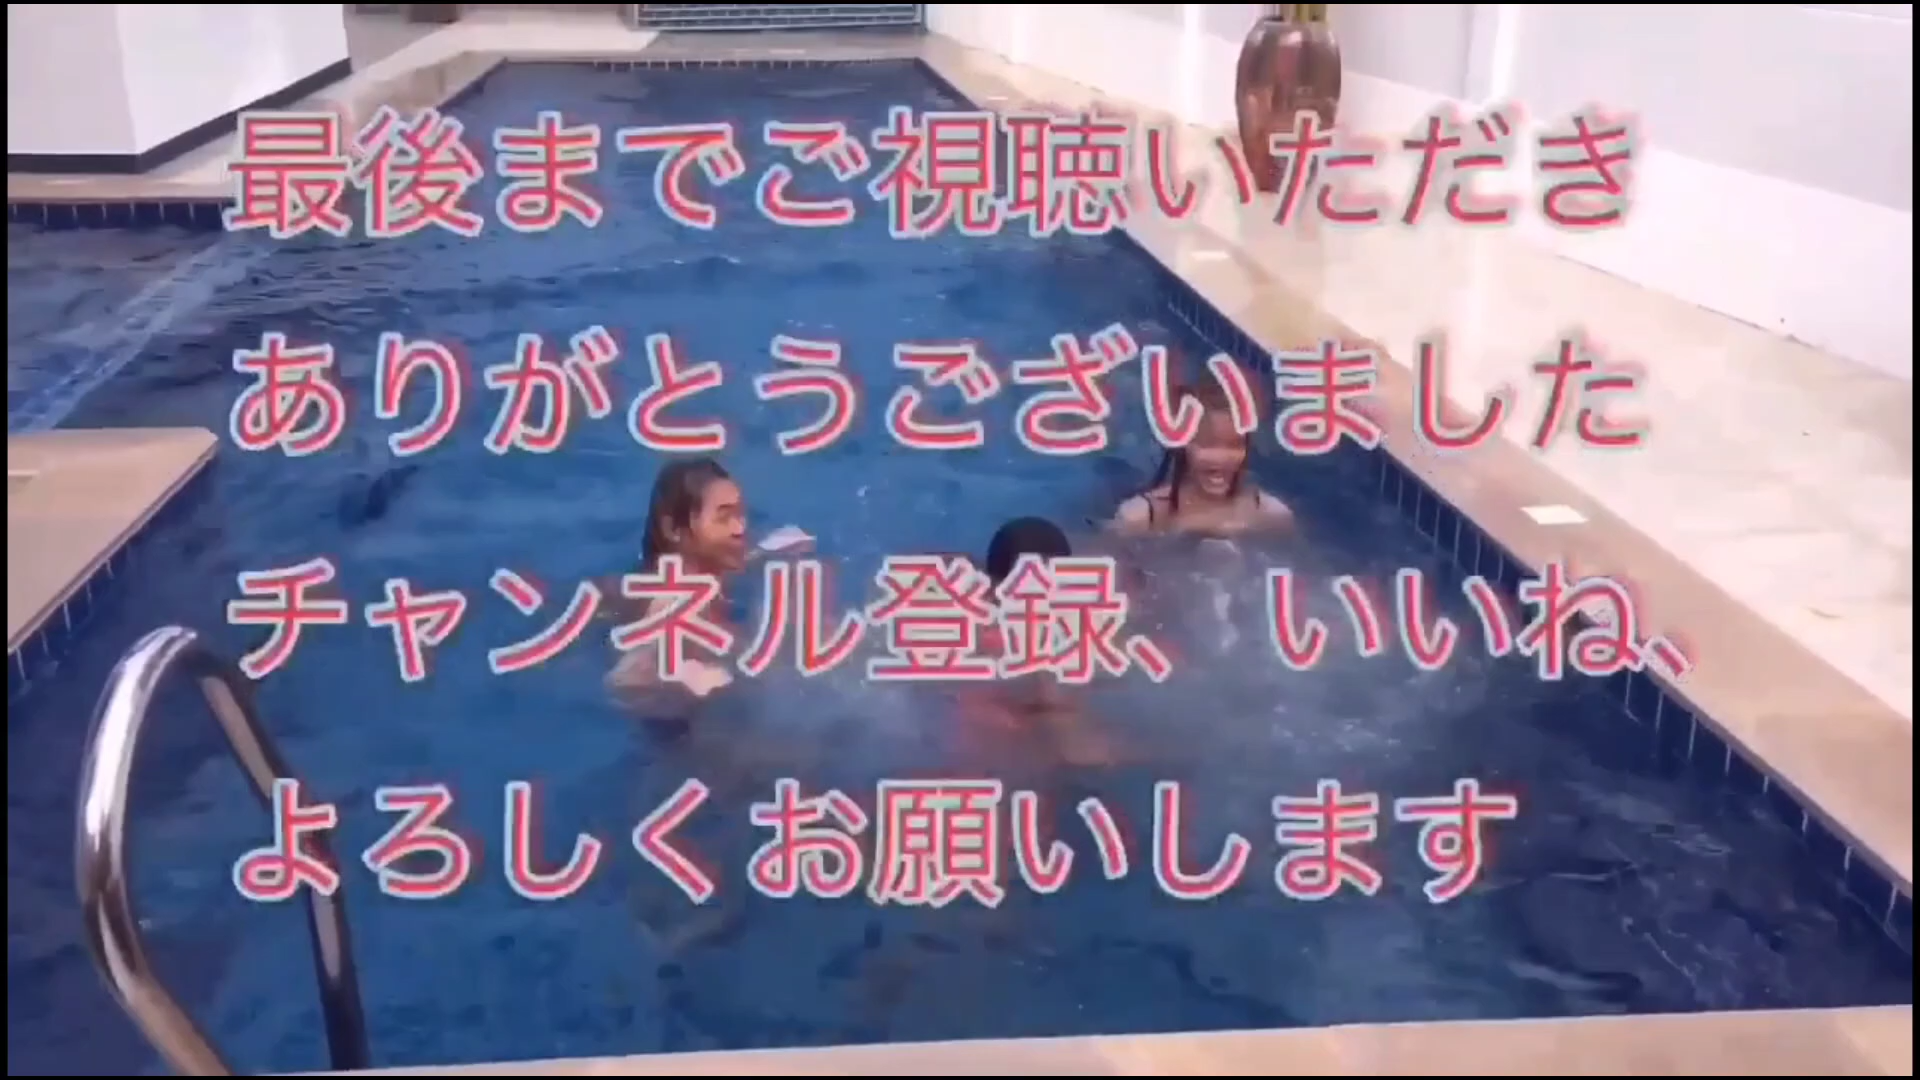 最後までご視聴いただき
ありがとうございました
チャンネル登録、いいね、
よろしくお願いします